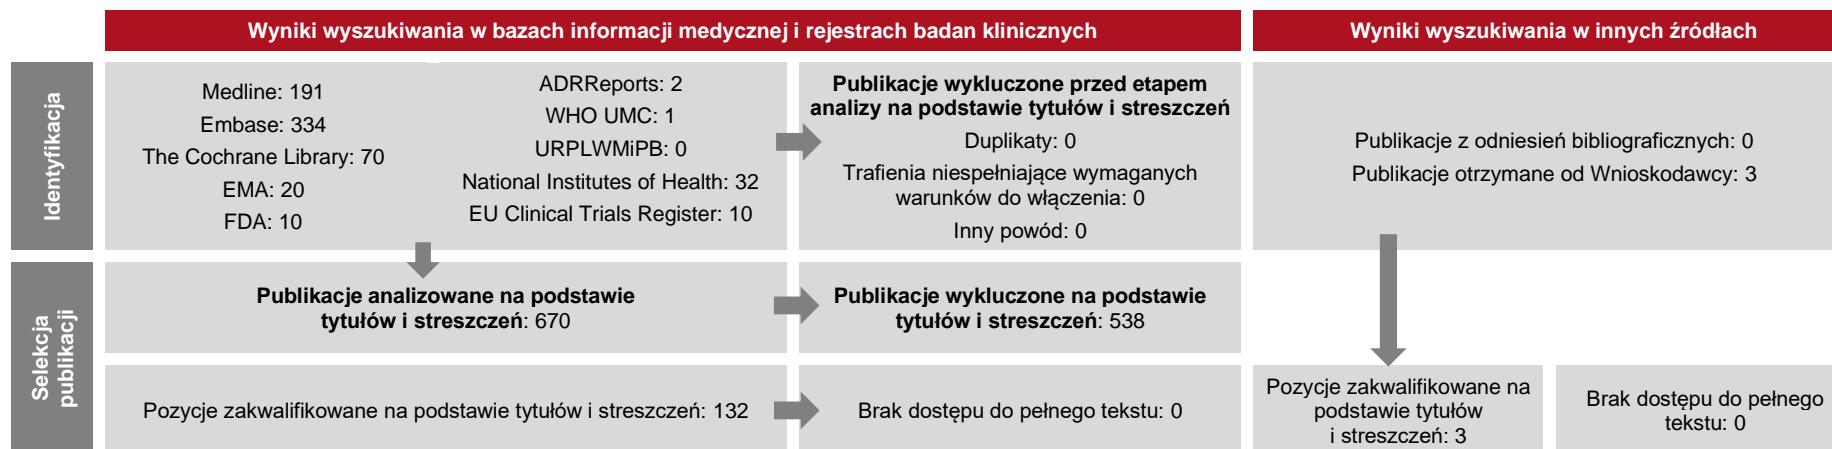 Wyniki wyszukiwania w bazach informacji medycznej i rejestrach badan klinicznych
Wyniki wyszukiwania w innych źródłach
Identyfikacja
Medline: 191
Embase: 334
The Cochrane Library: 70
EMA: 20
FDA: 10
ADRReports: 2
WHO UMC: 1
URPLWMiPB: 0
National Institutes of Health: 32
EU Clinical Trials Register: 10
Publikacje wykluczone przed etapem
analizy na podstawie tytułów i streszczeń
Duplikaty: 0
Trafienia niespełniające wymaganych
warunków do włączenia: 0
Inny powód: 0
Publikacje z odniesień bibliograficznych: 0
Publikacje otrzymane od Wnioskodawcy: 3
Selekcja
publikacji
Publikacje analizowane na podstawie
tytułów i streszczeń: 670
Publikacje wykluczone na podstawie
tytułów i streszczeń: 538
Pozycje zakwalifikowane na podstawie tytułów i streszczeń: 132
Brak dostępu do pełnego tekstu: 0
Pozycje zakwalifikowane na
podstawie tytułów
i streszczeń: 3
Brak dostępu do pełnego
tekstu: 0